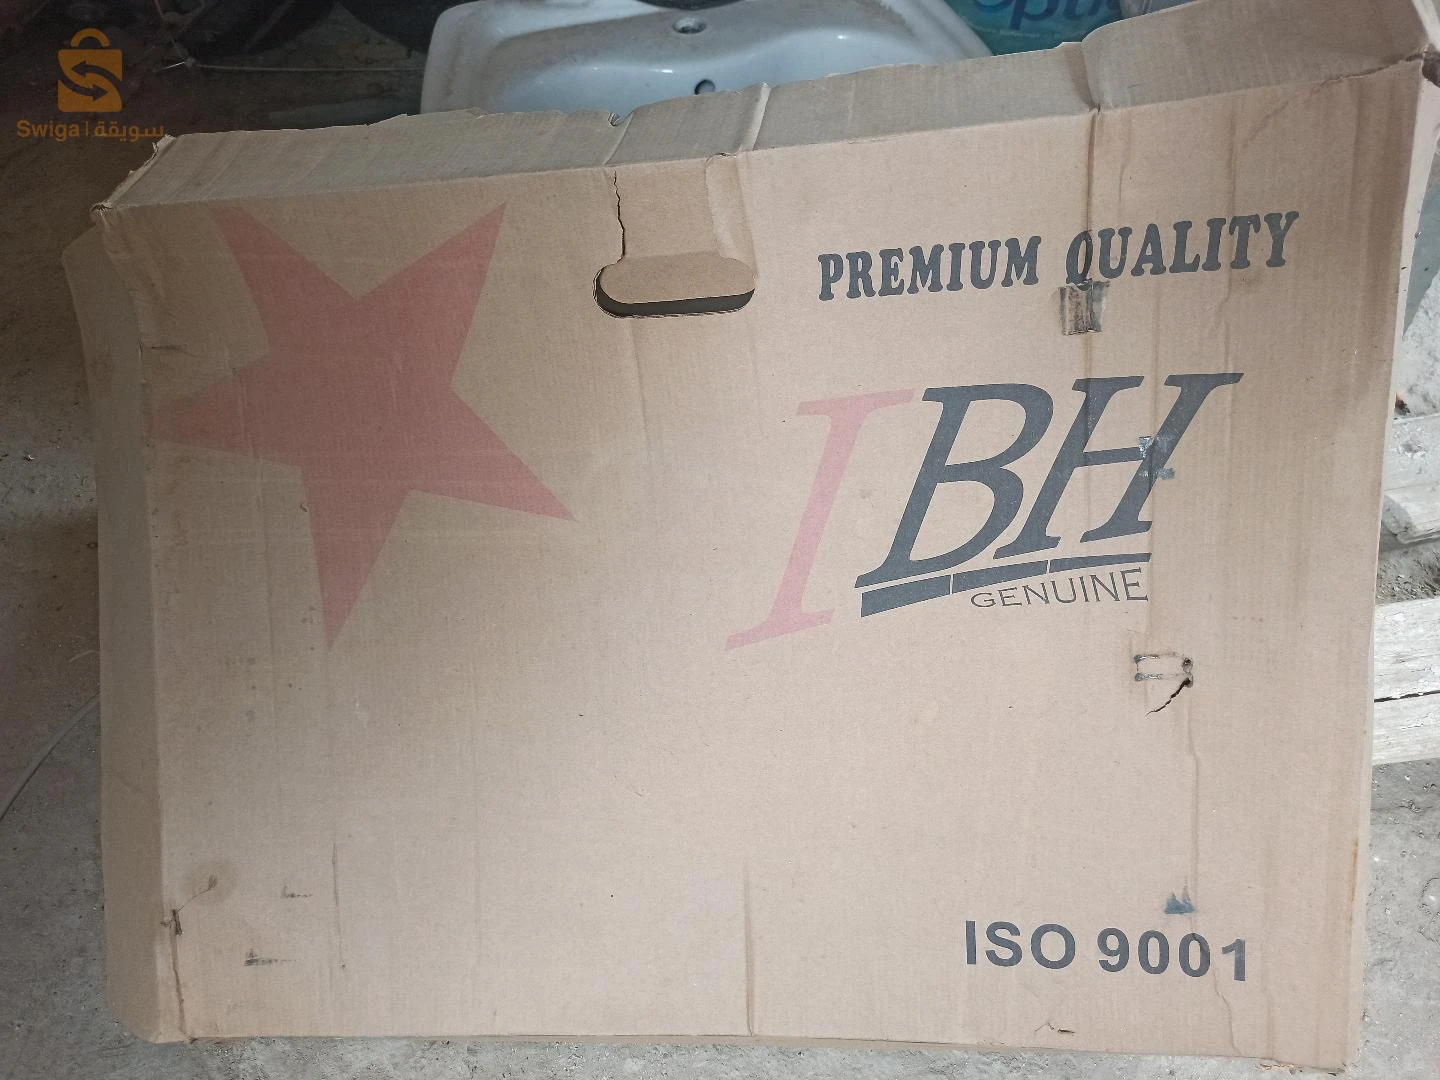 Swiga | سويقة
PREMIUM QUALITY
IBH
GENUINE
ISO 9001